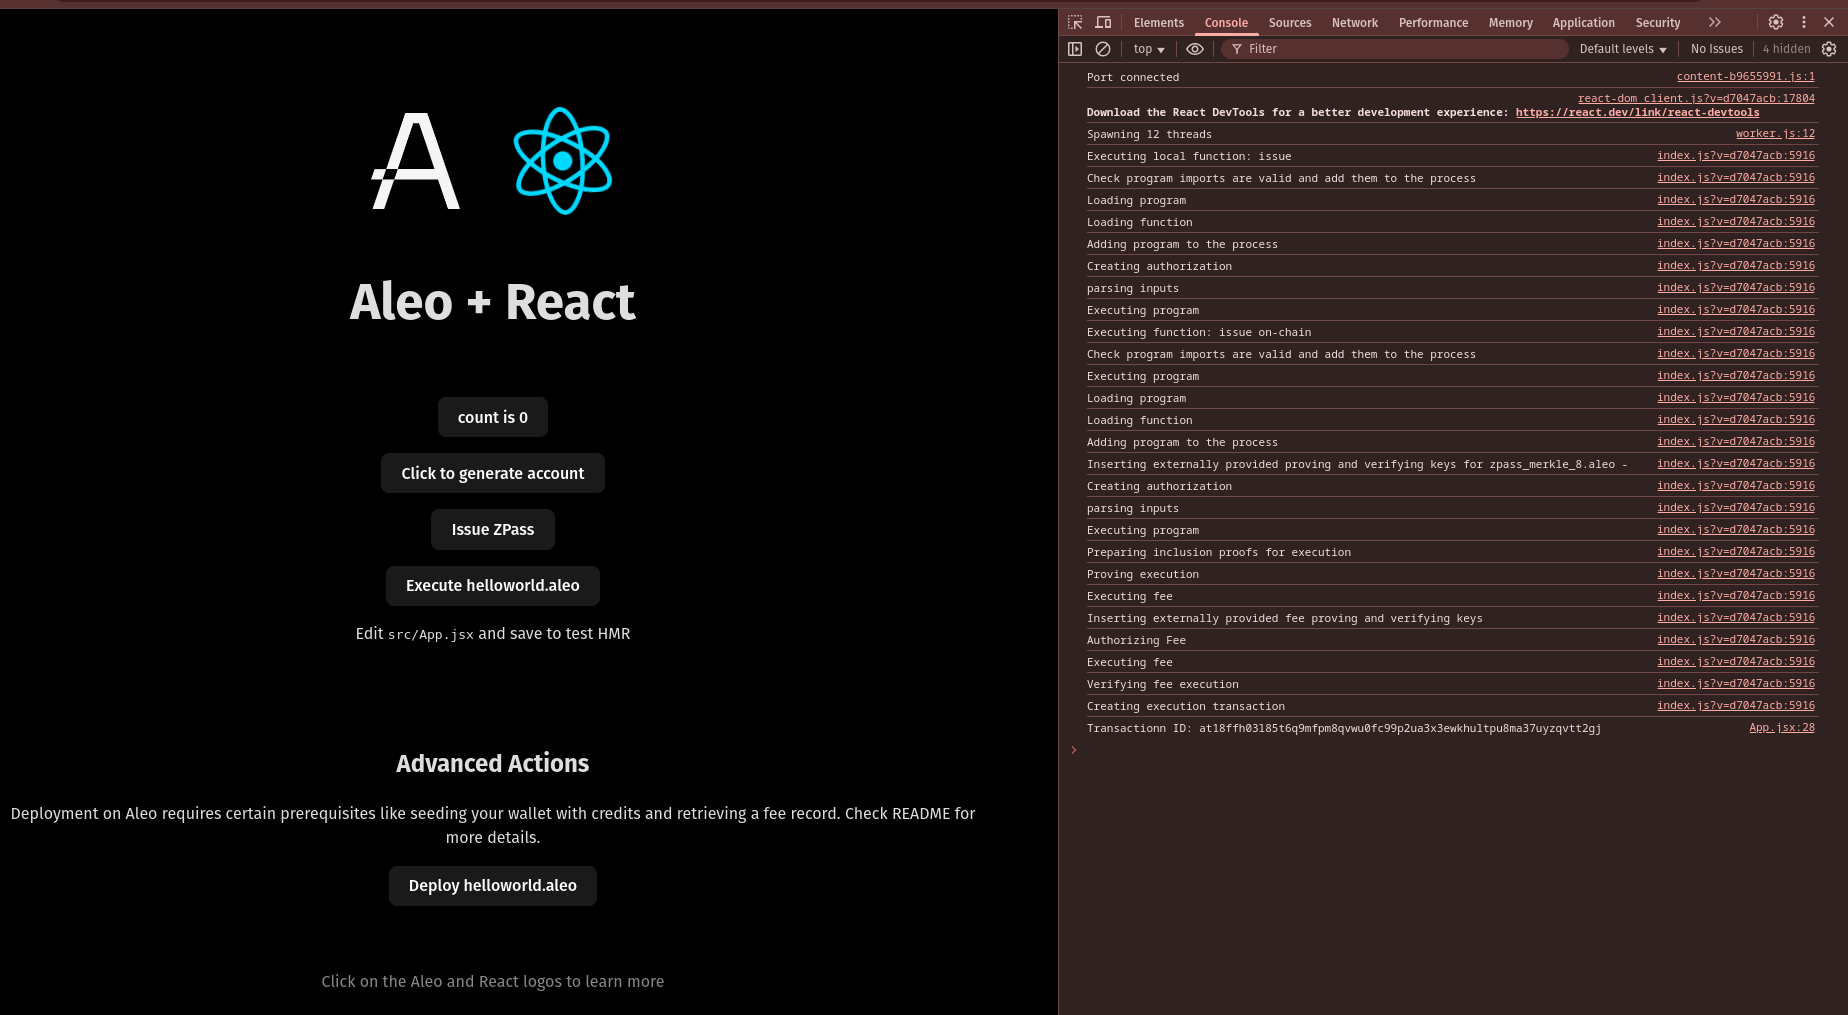 Aleo + React
count is 0
Click to generate account
Issue ZPass
Execute helloworld.aleo
Edit src/App.jsx and save to test HMR
Advanced Actions
Deployment on Aleo requires certain prerequisites like seeding your wallet with credits and retrieving a fee record. Check README for
more details.
Deploy helloworld.aleo
Click on the Aleo and React logos to learn more
Elements Console Sources Network Performance Memory Application Security
top Filter Default levels No Issues 4 hidden
Port connected content-b9655991.js:1
react-dom_client.js?v=d7047acb:17804
Download the React DevTools for a better development experience: https://react.dev/link/react-devtools
Spawning 12 threads worker.js:12
Executing local function: issue index.js?v=d7047acb:5916
Check program imports are valid and add them to the process index.js?v=d7047acb:5916
Loading program index.js?v=d7047acb:5916
Loading function index.js?v=d7047acb:5916
Adding program to the process index.js?v=d7047acb:5916
Creating authorization index.js?v=d7047acb:5916
parsing inputs index.js?v=d7047acb:5916
Executing program index.js?v=d7047acb:5916
Executing function: issue on-chain index.js?v=d7047acb:5916
Check program imports are valid and add them to the process index.js?v=d7047acb:5916
Executing program index.js?v=d7047acb:5916
Loading program index.js?v=d7047acb:5916
Loading function index.js?v=d7047acb:5916
Adding program to the process index.js?v=d7047acb:5916
Inserting externally provided proving and verifying keys for zpass_merkle_8.aleo - index.js?v=d7047acb:5916
Creating authorization index.js?v=d7047acb:5916
parsing inputs index.js?v=d7047acb:5916
Executing program index.js?v=d7047acb:5916
Preparing inclusion proofs for execution index.js?v=d7047acb:5916
Proving execution index.js?v=d7047acb:5916
Executing fee index.js?v=d7047acb:5916
Inserting externally provided fee proving and verifying keys index.js?v=d7047acb:5916
Authorizing Fee index.js?v=d7047acb:5916
Executing fee index.js?v=d7047acb:5916
Verifying fee execution index.js?v=d7047acb:5916
Creating execution transaction index.js?v=d7047acb:5916
Transactionn ID: at18ffh03l85t6q9mfpm8qvwu0fc99p2ua3x3ewkhultpu8ma37uyzqvtt2gj App.jsx:28